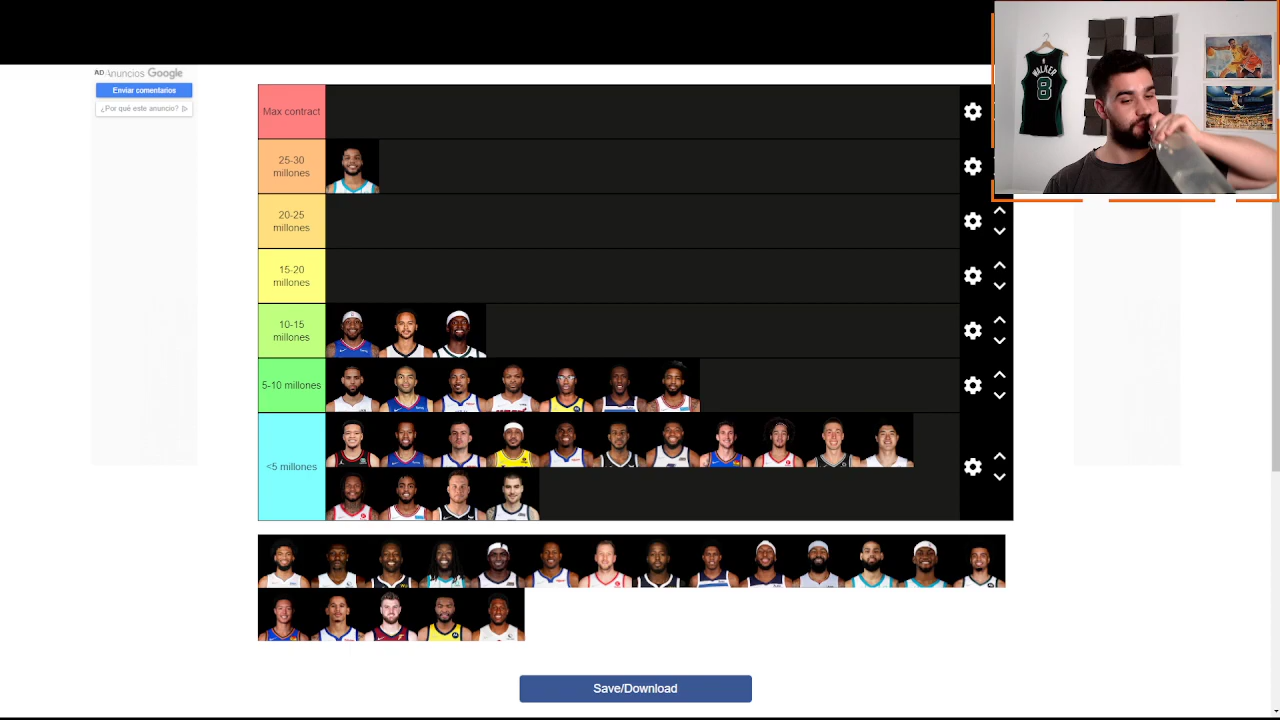 AD Anuncios Google
Enviar comentarios
¿Por qué este anuncio?
Max contract
25-30
millones
20-25
millones
15-20
millones
10-15
millones
5-10 millones
<5 millones
Save/Download
WALKER
8